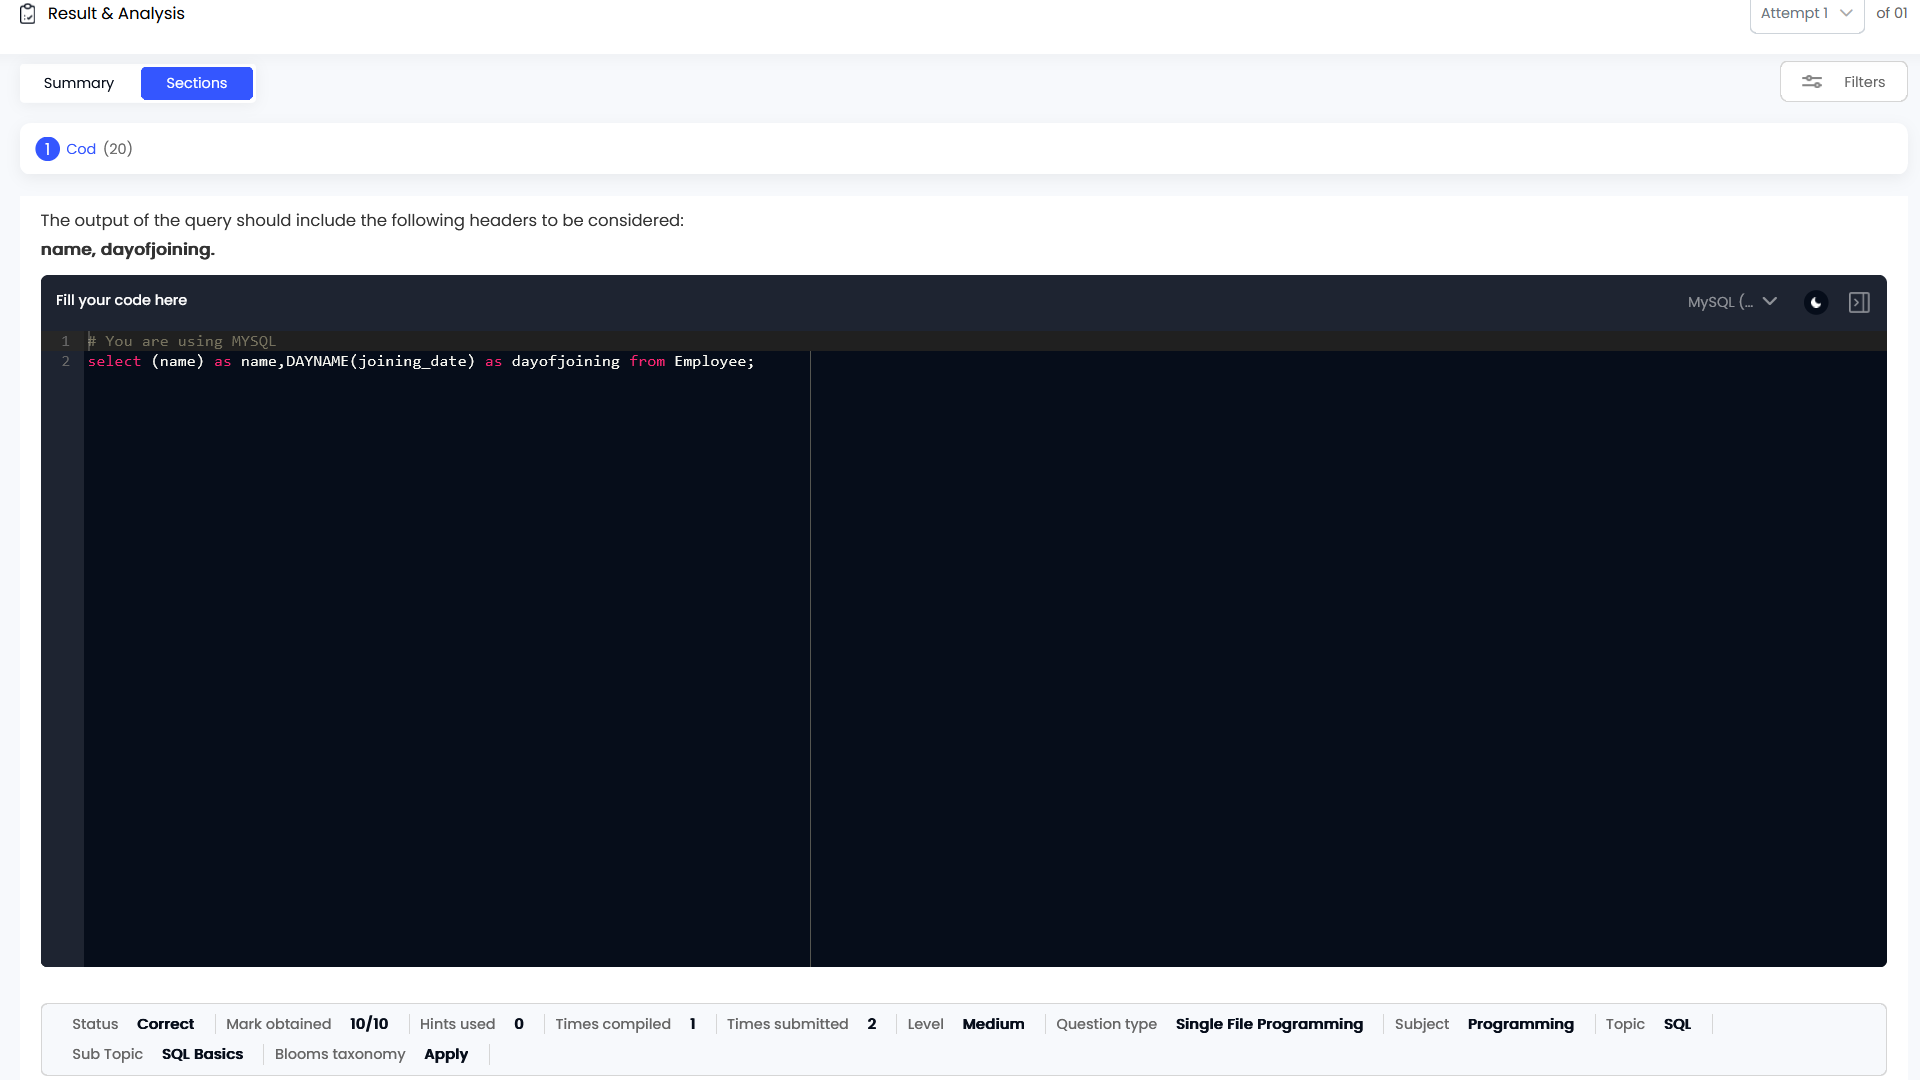 Result & Analysis
Attempt 1 of 01
Summary
Sections
Filters
1 Cod (20)
The output of the query should include the following headers to be considered:
name, dayofjoining.
Fill your code here
MySQL (...
1 # You are using MYSQL
2 select (name) as name,DAYNAME(joining_date) as dayofjoining from Employee;
Status Correct Mark obtained 10/10 Hints used 0 Times compiled 1 Times submitted 2 Level Medium Question type Single File Programming Subject Programming Topic SQL
Sub Topic SQL Basics Blooms taxonomy Apply